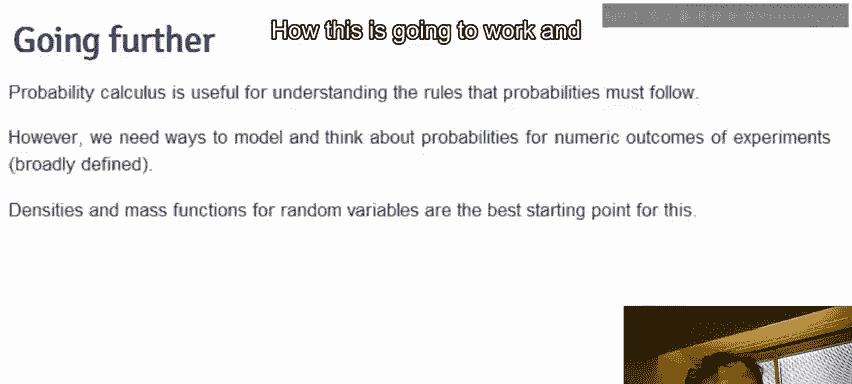 Going further
How this is going to work and
Probability calculus is useful for understanding the rules that probabilities must follow.
However, we need ways to model and think about probabilities for numeric outcomes of experiments
(broadly defined).
Densities and mass functions for random variables are the best starting point for this.